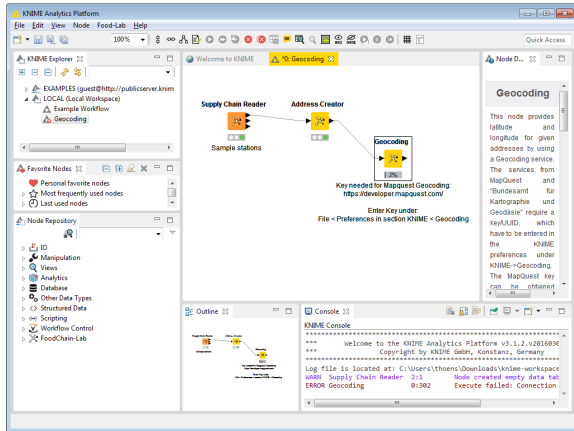 KNIME Analytics Platform
File Edit View Node Food-Lab Help
100%
Quick Access
KNIME Explorer
EXAMPLES (guest@http://publicserver.knim
LOCAL (Local Workspace)
Example Workflow
Geocoding
Favorite Nodes
Personal favorite nodes
Most frequently used nodes
Last used nodes
Node Repository
IO
Manipulation
Views
Analytics
Database
Other Data Types
Structured Data
Scripting
Workflow Control
FoodChain-Lab
Welcome to KNIME
*0: Geocoding
Supply Chain Reader
Address Creator
Sample stations
Geocoding
2%
Key needed for Mapquest Geocoding:
https://developer.mapquest.com/
Enter Key under:
File < Preferences in section KNIME < Geocoding
Node D...
Geocoding
This node provides
latitude and
longitude for given
addresses by using
a Geocoding service.
The services from
MapQuest and
"Bundesamt für
Kartographie und
Geodäsie" require a
key/UUID, which
have to be entered in
the KNIME
preferences under
KNIME->Geocoding.
The MapQuest key
can be obtained
Outline
Console
KNIME Console
*** Welcome to the KNIME Analytics Platform v3.1.2.v2016030
*** Copyright by KNIME GmbH, Konstanz, Germany
Log file is located at: C:\Users\thoens\Downloads\knime-workspace
WARN Supply Chain Reader 2:1 Node created empty data tab
ERROR Geocoding 0:302 Execute failed: Connection